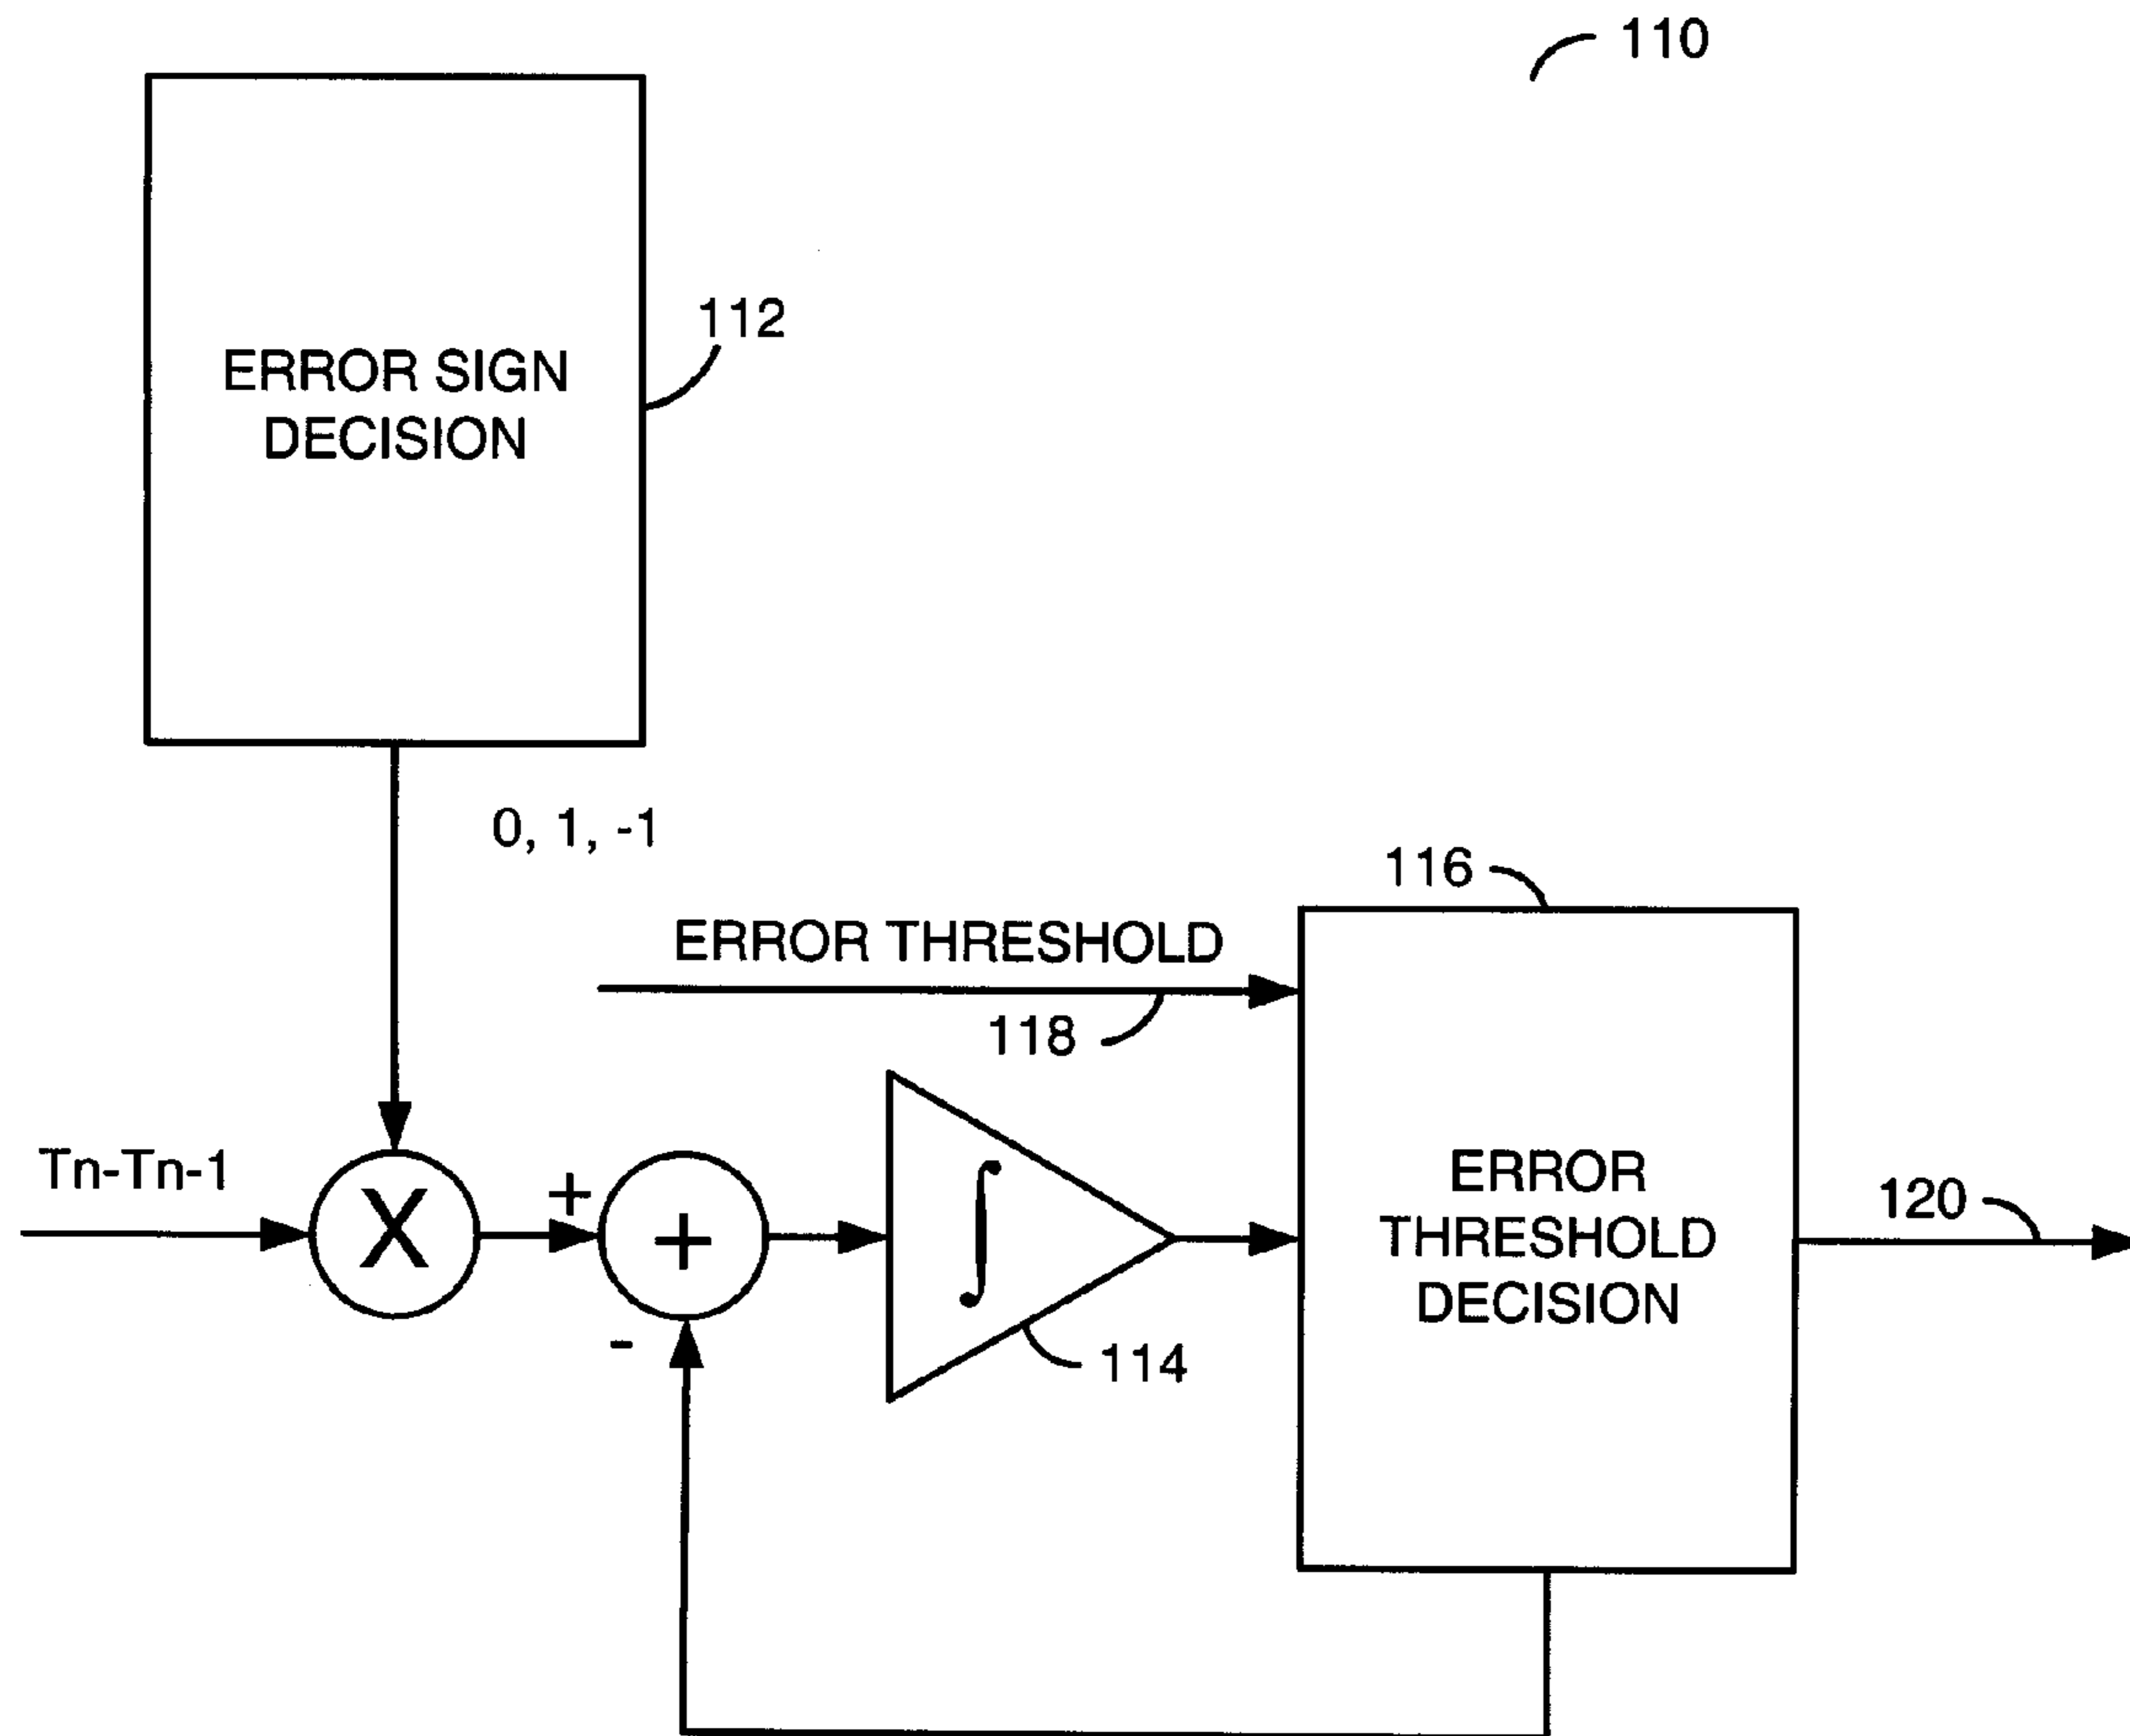 110
112
ERROR SIGN
DECISION
0, 1, -1
116
ERROR THRESHOLD
118
Tn-Tn-1
X
+
+
-
∫
114
ERROR
THRESHOLD
DECISION
120